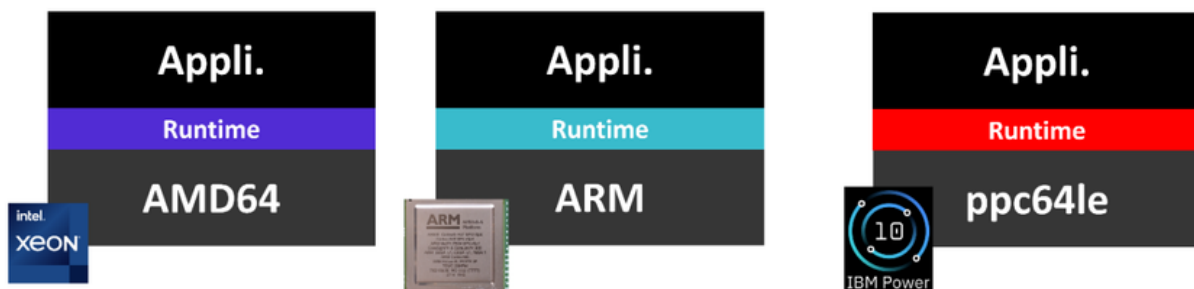 Appli.
Runtime
AMD64
intel.
xeon
Appli.
Runtime
ARM
ARM
Appli.
Runtime
ppc64le
10
IBM Power